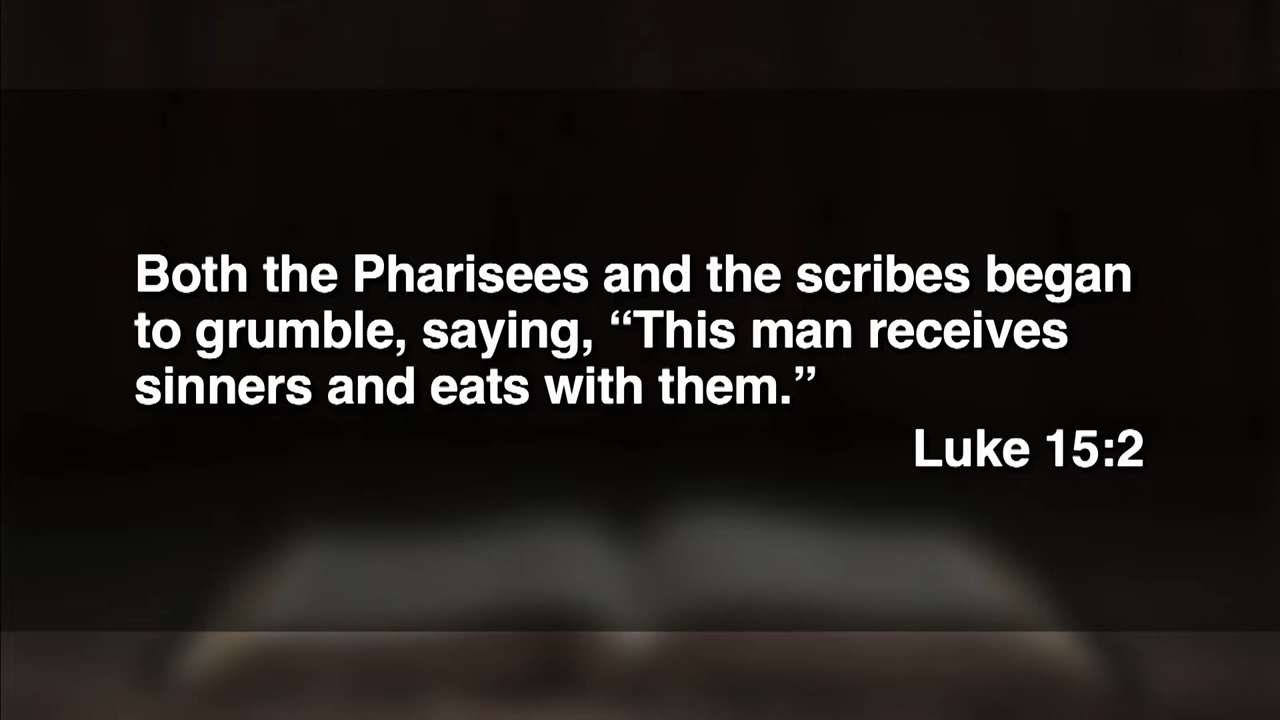 Both the Pharisees and the scribes began
to grumble, saying, “This man receives
sinners and eats with them.”
Luke 15:2